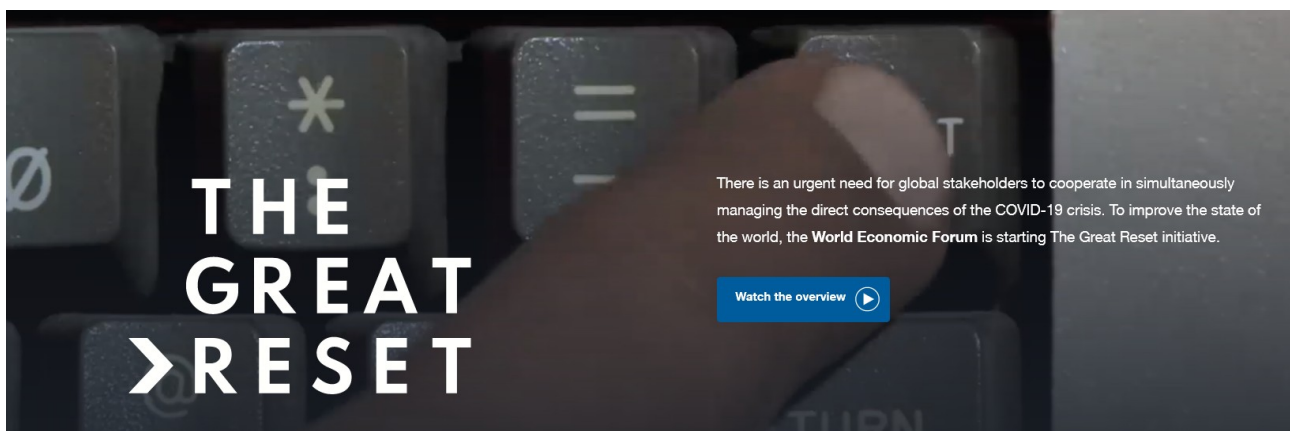 *
:
=
-
Ø
T
THE
GREAT
>RESET
@
TURN
There is an urgent need for global stakeholders to cooperate in simultaneously
managing the direct consequences of the COVID-19 crisis. To improve the state of
the world, the World Economic Forum is starting The Great Reset initiative.
Watch the overview